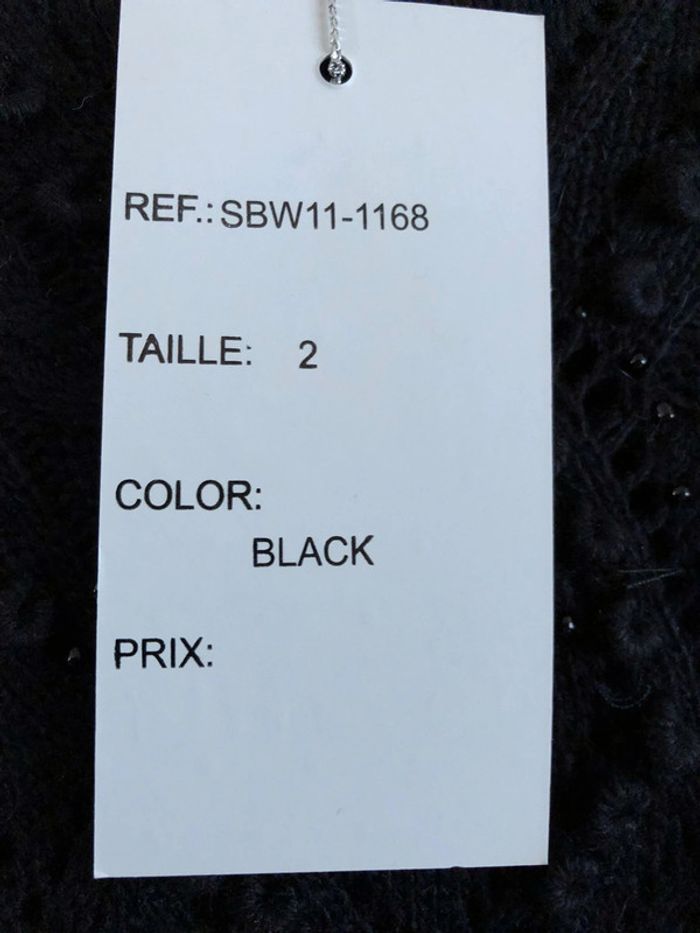 REF.: SBW11-1168
TAILLE: 2
COLOR:
BLACK
PRIX: